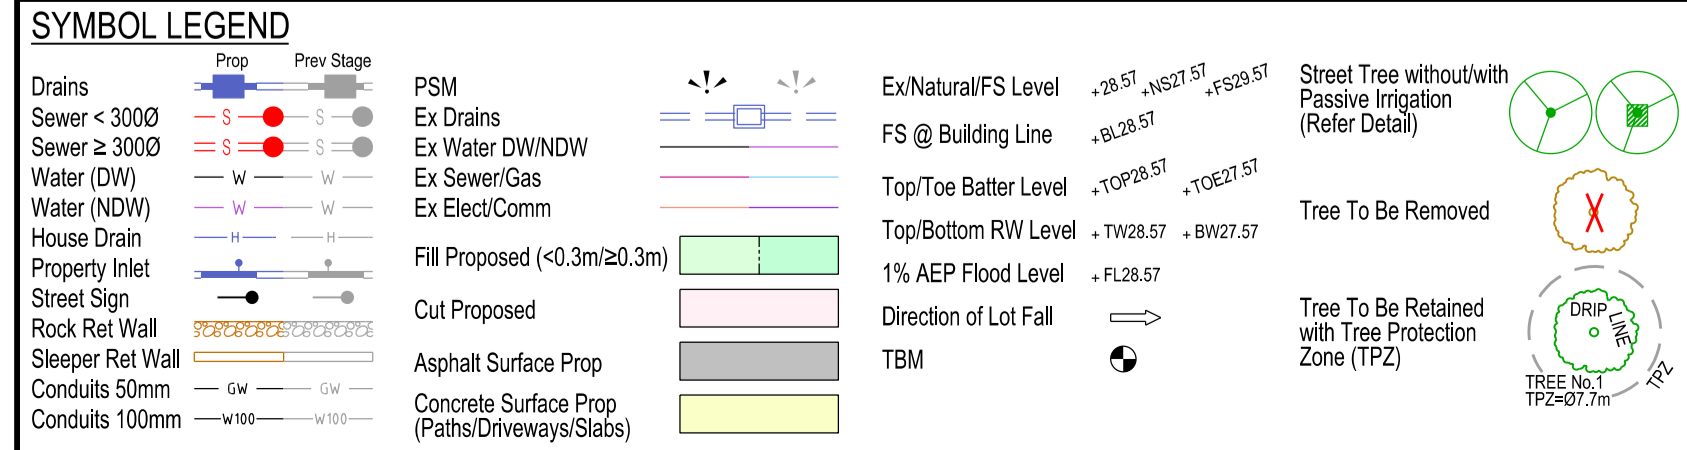 SYMBOL LEGEND
Prop Prev Stage
Drains
Sewer < 300Ø S S
Sewer ≥ 300Ø S S
Water (DW) W W
Water (NDW) W W
House Drain H H
Property Inlet
Street Sign
Rock Ret Wall
Sleeper Ret Wall
Conduits 50mm GW GW
Conduits 100mm W100 W100
PSM
Ex Drains
Ex Water DW/NDW
Ex Sewer/Gas
Ex Elect/Comm
Fill Proposed (<0.3m/≥0.3m)
Cut Proposed
Asphalt Surface Prop
Concrete Surface Prop
(Paths/Driveways/Slabs)
Ex/Natural/FS Level +28.57 +NS27.57 +FS29.57
FS @ Building Line +BL28.57
Top/Toe Batter Level +TOP28.57 +TOE27.57
Top/Bottom RW Level + TW28.57 + BW27.57
1% AEP Flood Level + FL28.57
Direction of Lot Fall
TBM
Street Tree without/with
Passive Irrigation
(Refer Detail)
Tree To Be Removed
Tree To Be Retained
with Tree Protection
Zone (TPZ)
DRIP
LINE
TPZ
TREE No.1
TPZ=Ø7.7m